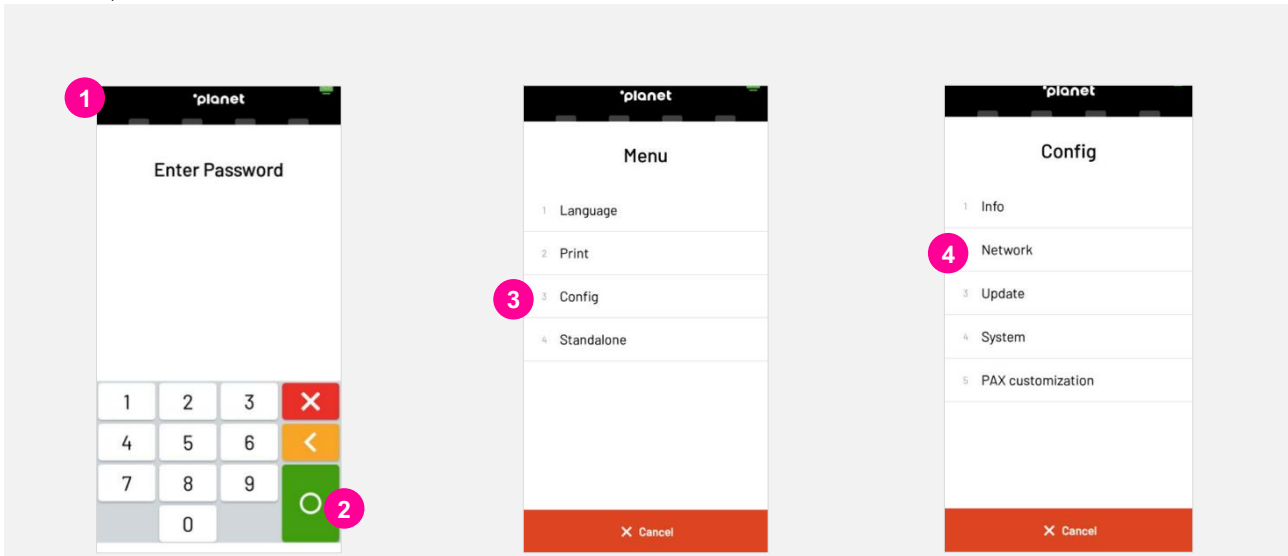 1
planet
Enter Password
1 2 3
4 5 6
7 8 9
0
2
planet
Menu
1 Language
2 Print
3 3 Config
4 Standalone
Cancel
planet
Config
1 Info
4 Network
3 Update
4 System
5 PAX customization
Cancel